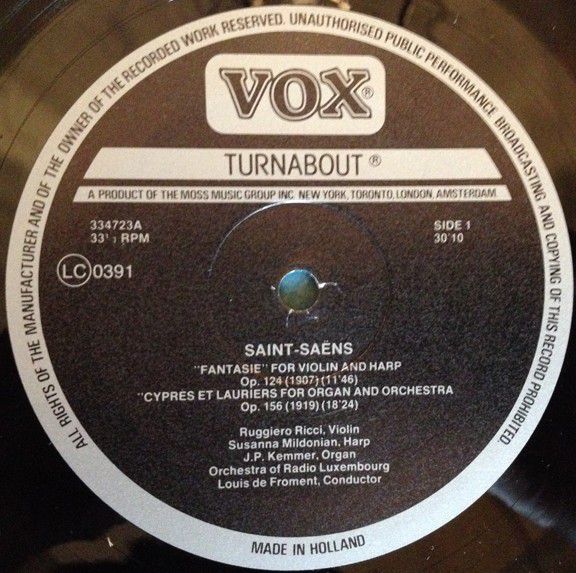 ALL RIGHTS OF THE MANUFACTURER AND OF THE OWNER OF THE RECORDED WORK RESERVED. UNAUTHORISED PUBLIC PERFORMANCE BROADCASTING AND COPYING OF THIS RECORD PROHIBITED.
VOX®
TURNABOUT®
A PRODUCT OF THE MOSS MUSIC GROUP INC. NEW YORK, TORONTO, LONDON, AMSTERDAM.
334723A SIDE 1
33⅓ RPM 30'10
LC 0391
SAINT-SAËNS
"FANTASIE" FOR VIOLIN AND HARP
Op. 124 (1907) (11'46)
"CYPRÈS ET LAURIERS FOR ORGAN AND ORCHESTRA
Op. 156 (1919) (18'24)
Ruggiero Ricci, Violin
Susanna Mildonian, Harp
J.P. Kemmer, Organ
Orchestra of Radio Luxembourg
Louis de Froment, Conductor
MADE IN HOLLAND